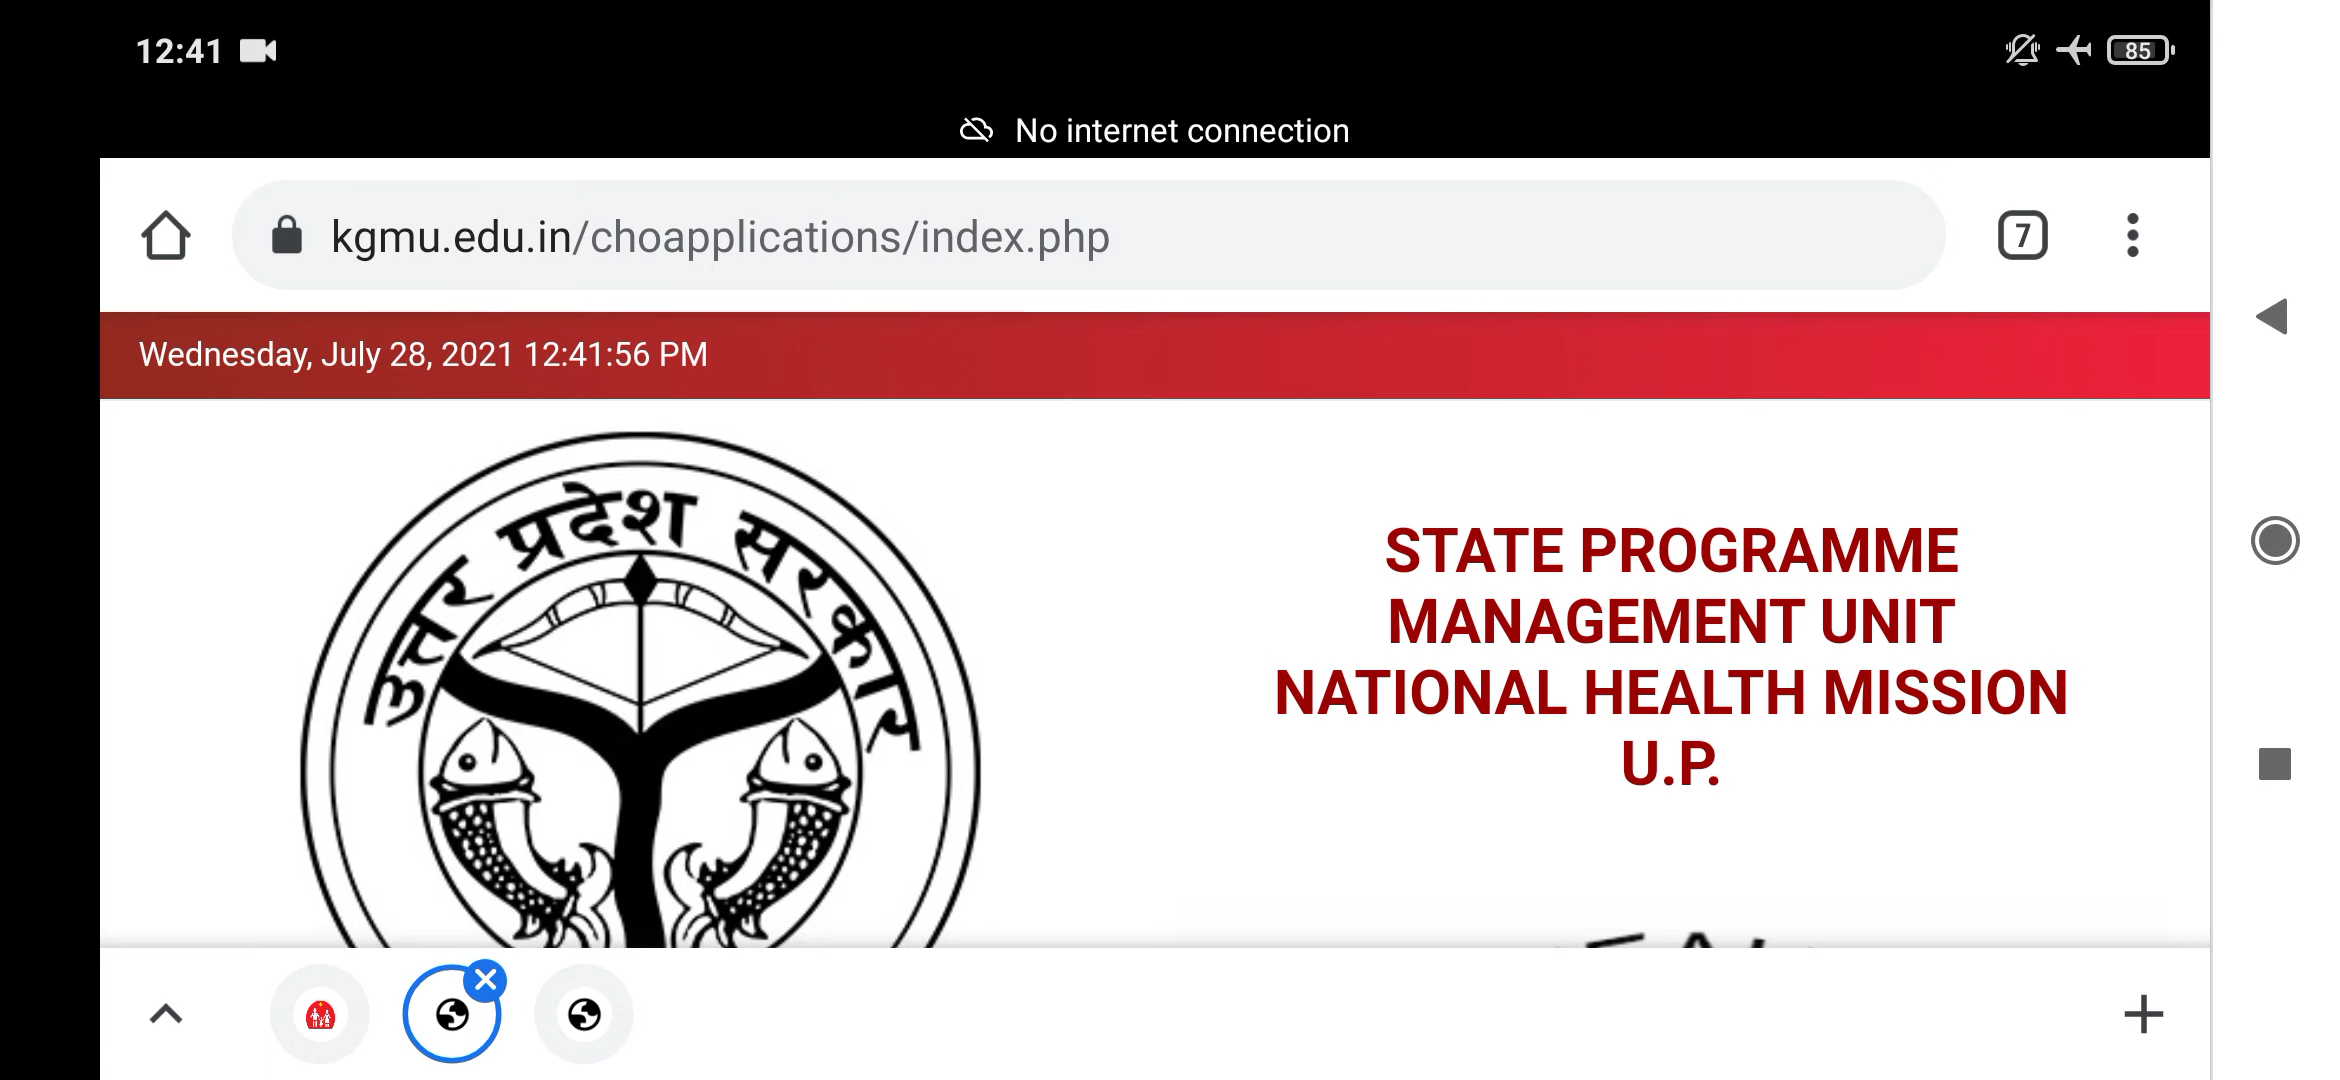 12:41
85
No internet connection
kgmu.edu.in/choapplications/index.php
7
Wednesday, July 28, 2021 12:41:56 PM
उत्तर प्रदेश सरकार
STATE PROGRAMME
MANAGEMENT UNIT
NATIONAL HEALTH MISSION
U.P.